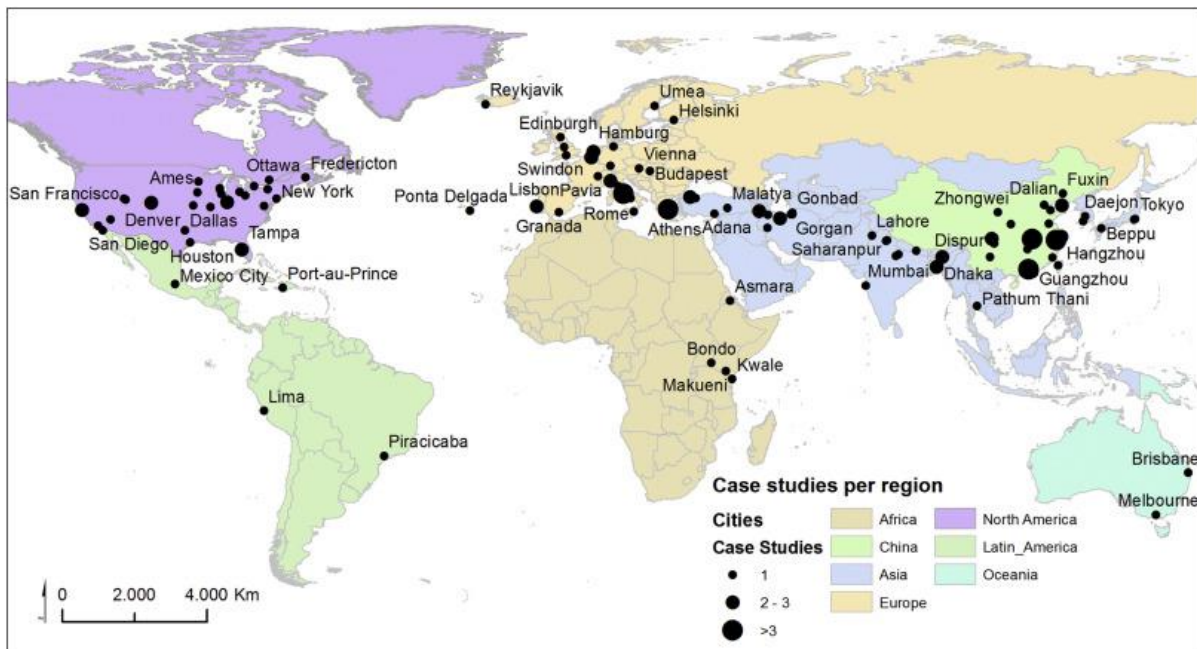 Reykjavik
Umea
Helsinki
Edinburgh
Hamburg
Swindon
Vienna
Budapest
Ottawa
Fredericton
Ames
San Francisco
New York
Ponta Delgada
Lisbon
Pavia
Denver
Dallas
San Diego
Tampa
Houston
Granada
Rome
Athens
Adana
Malatya
Gonbad
Gorgan
Lahore
Saharanpur
Zhongwei
Dalian
Fuxin
Daejon
Tokyo
Beppu
Dispur
Hangzhou
Mumbai
Dhaka
Guangzhou
Mexico City
Port-au-Prince
Asmara
Pathum Thani
Bondo
Kwale
Makueni
Lima
Piracicaba
Brisbane
Melbourne
Case studies per region
Cities
Case Studies
1
2 - 3
>3
Africa
China
Asia
Europe
North America
Latin_America
Oceania
0 2.000 4.000 Km